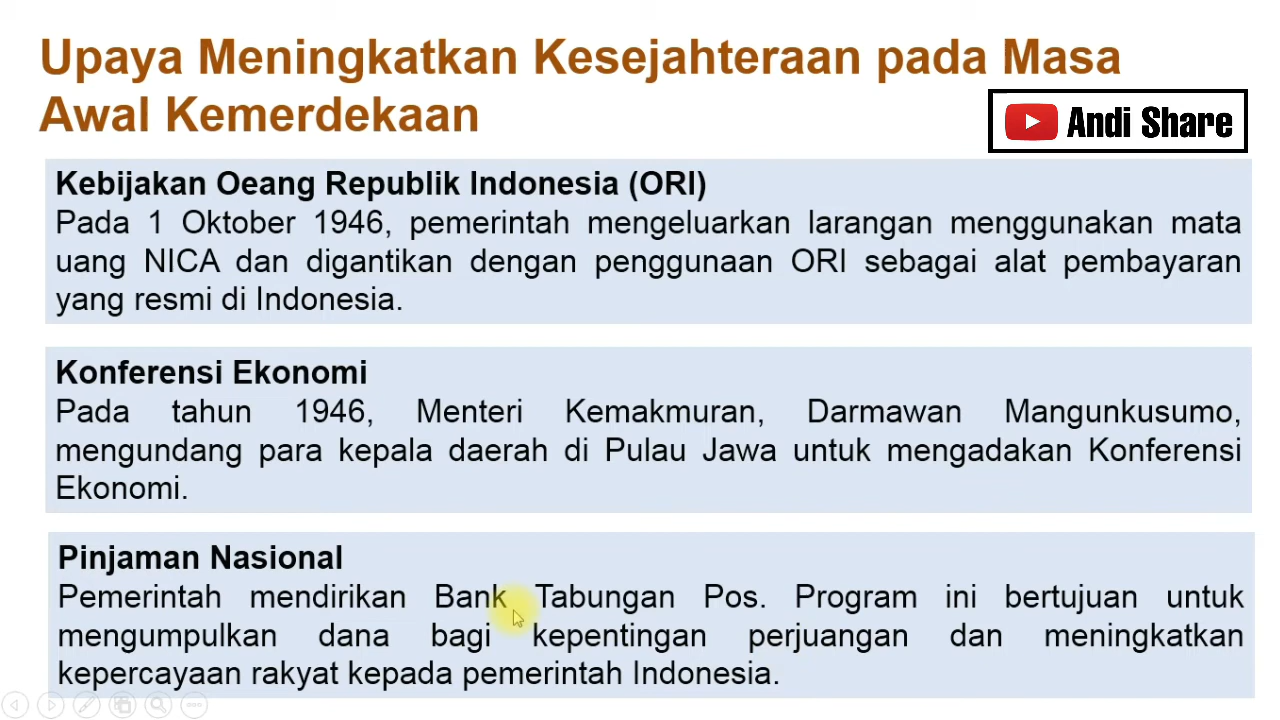 Upaya Meningkatkan Kesejahteraan pada Masa
Awal Kemerdekaan
Andi Share
Kebijakan Oeang Republik Indonesia (ORI)
Pada 1 Oktober 1946, pemerintah mengeluarkan larangan menggunakan mata
uang NICA dan digantikan dengan penggunaan ORI sebagai alat pembayaran
yang resmi di Indonesia.
Konferensi Ekonomi
Pada tahun 1946, Menteri Kemakmuran, Darmawan Mangunkusumo,
mengundang para kepala daerah di Pulau Jawa untuk mengadakan Konferensi
Ekonomi.
Pinjaman Nasional
Pemerintah mendirikan Bank Tabungan Pos. Program ini bertujuan untuk
mengumpulkan dana bagi kepentingan perjuangan dan meningkatkan
kepercayaan rakyat kepada pemerintah Indonesia.